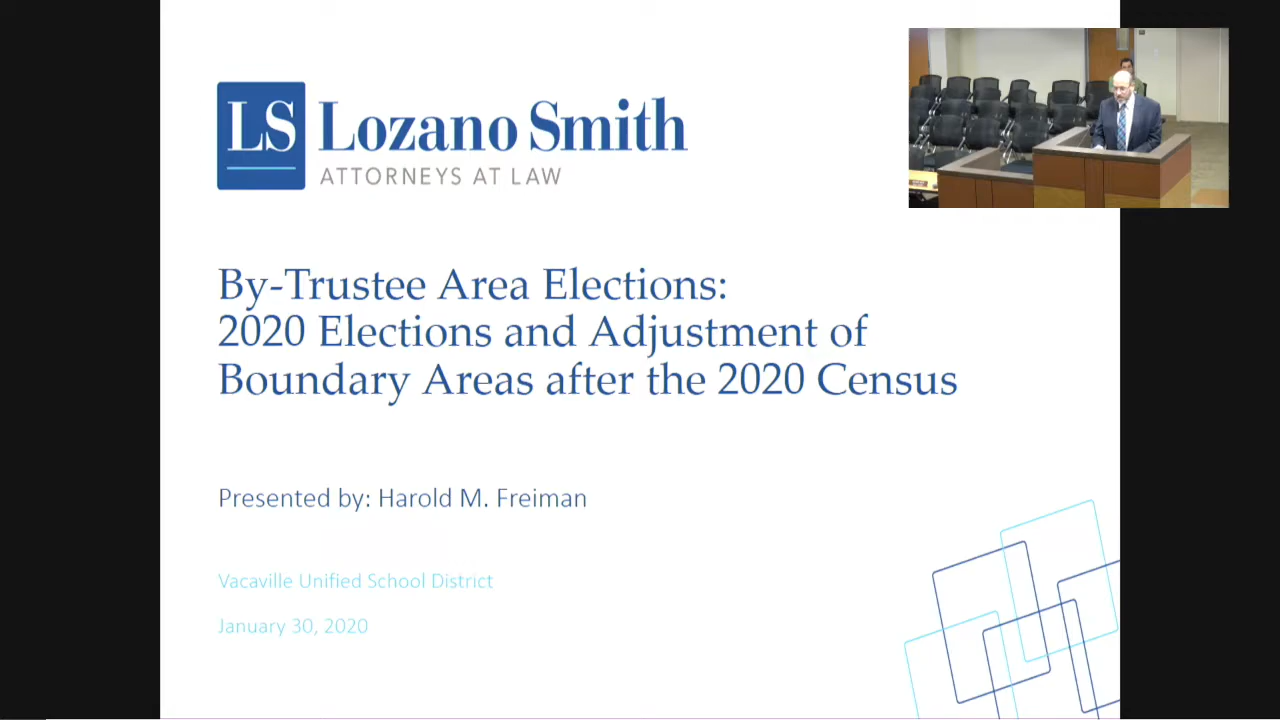 LS Lozano Smith
ATTORNEYS AT LAW
By-Trustee Area Elections:
2020 Elections and Adjustment of
Boundary Areas after the 2020 Census
Presented by: Harold M. Freiman
Vacaville Unified School District
January 30, 2020